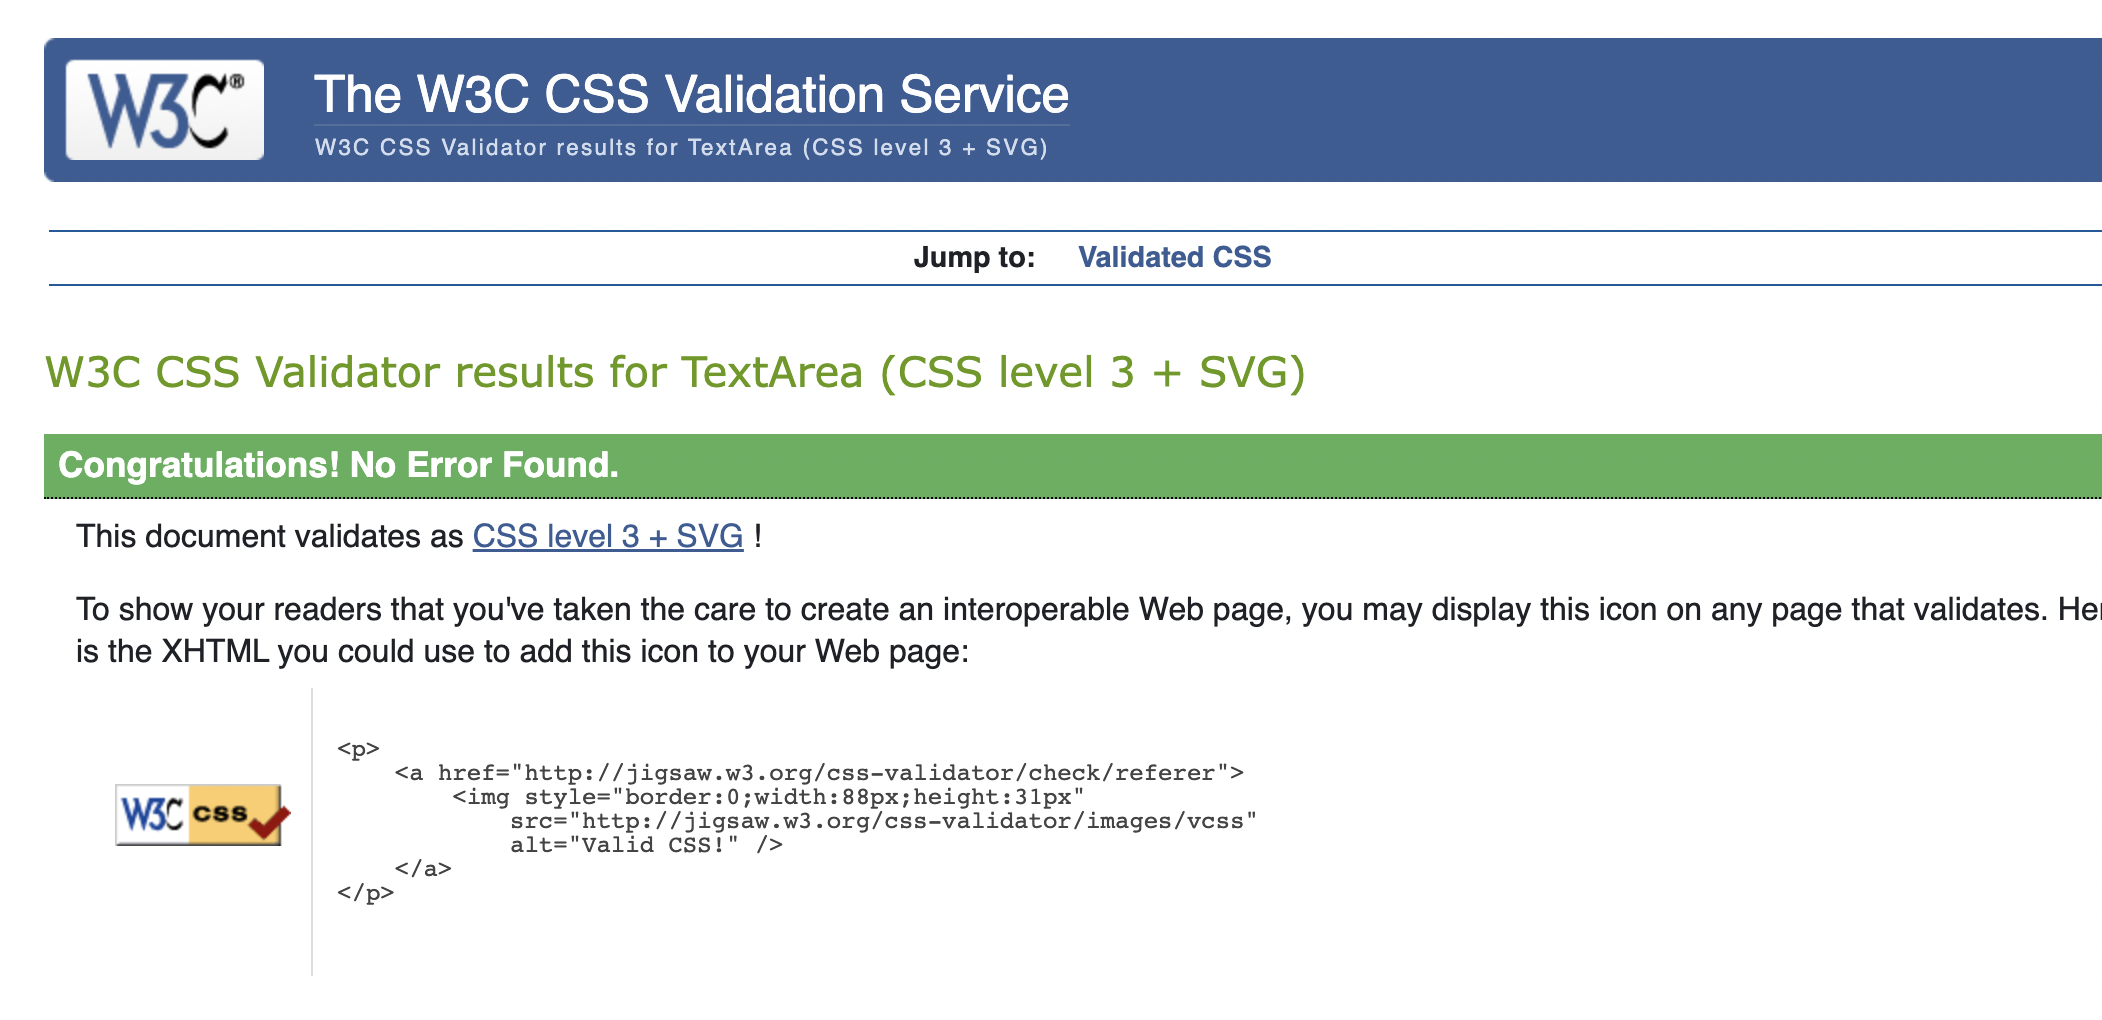 W3C®
The W3C CSS Validation Service
W3C CSS Validator results for TextArea (CSS level 3 + SVG)
Jump to: Validated CSS
W3C CSS Validator results for TextArea (CSS level 3 + SVG)
Congratulations! No Error Found.
This document validates as CSS level 3 + SVG !
To show your readers that you've taken the care to create an interoperable Web page, you may display this icon on any page that validates.
is the XHTML you could use to add this icon to your Web page:
W3C css
<p>
    <a href="http://jigsaw.w3.org/css-validator/check/referer">
        <img style="border:0;width:88px;height:31px"
            src="http://jigsaw.w3.org/css-validator/images/vcss"
            alt="Valid CSS!" />
    </a>
</p>